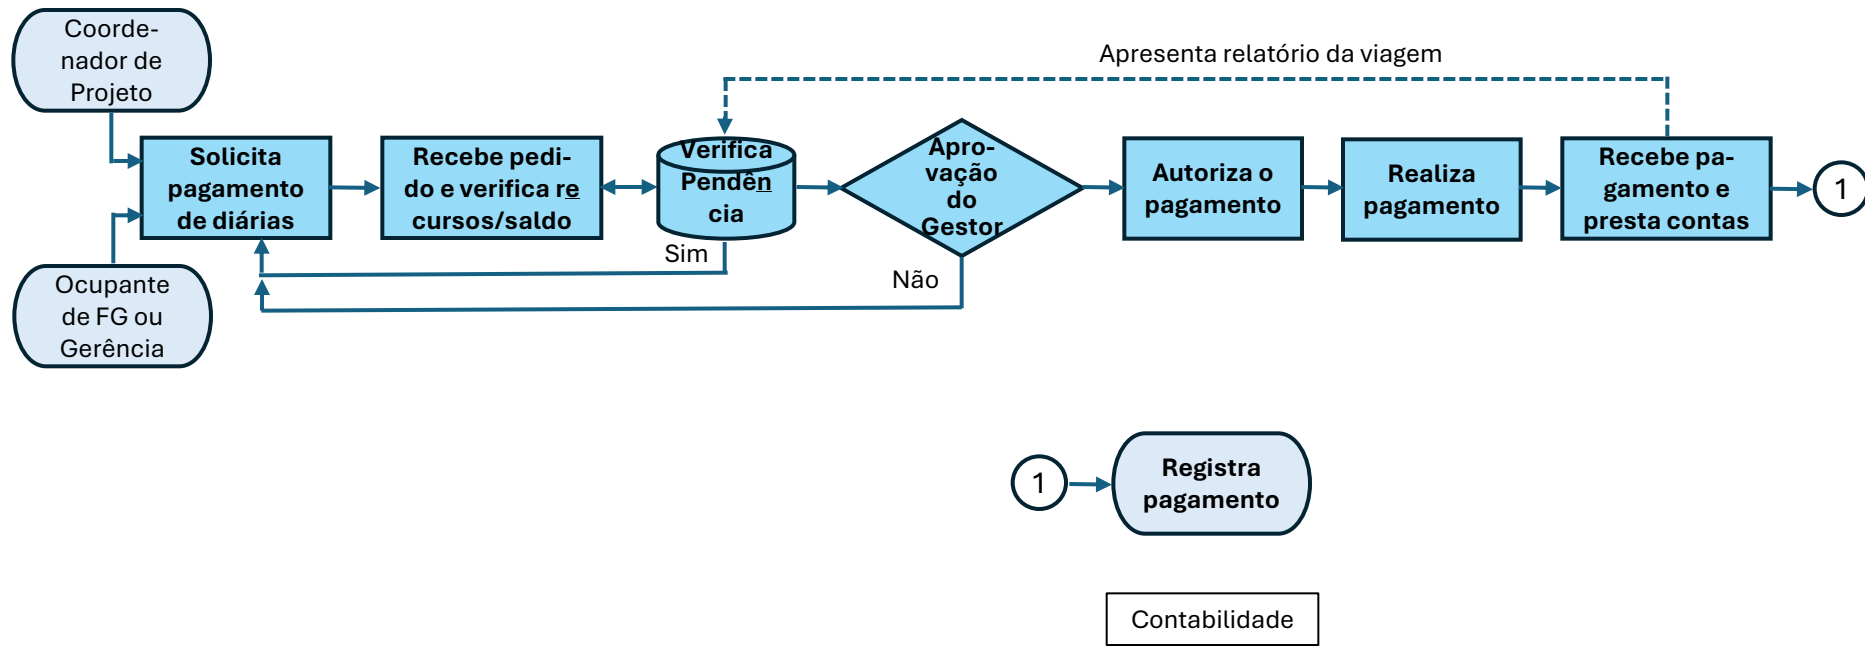 Coorde-
nador de
Projeto
Apresenta relatório da viagem
Solicita
pagamento
de diárias
Recebe pedi-
do e verifica re
cursos/saldo
Verifica
Pendên
cia
Apro-
vação
do
Gestor
Autoriza o
pagamento
Realiza
pagamento
Recebe pa-
gamento e
presta contas
1
Sim
Não
Ocupante
de FG ou
Gerência
1
Registra
pagamento
Contabilidade